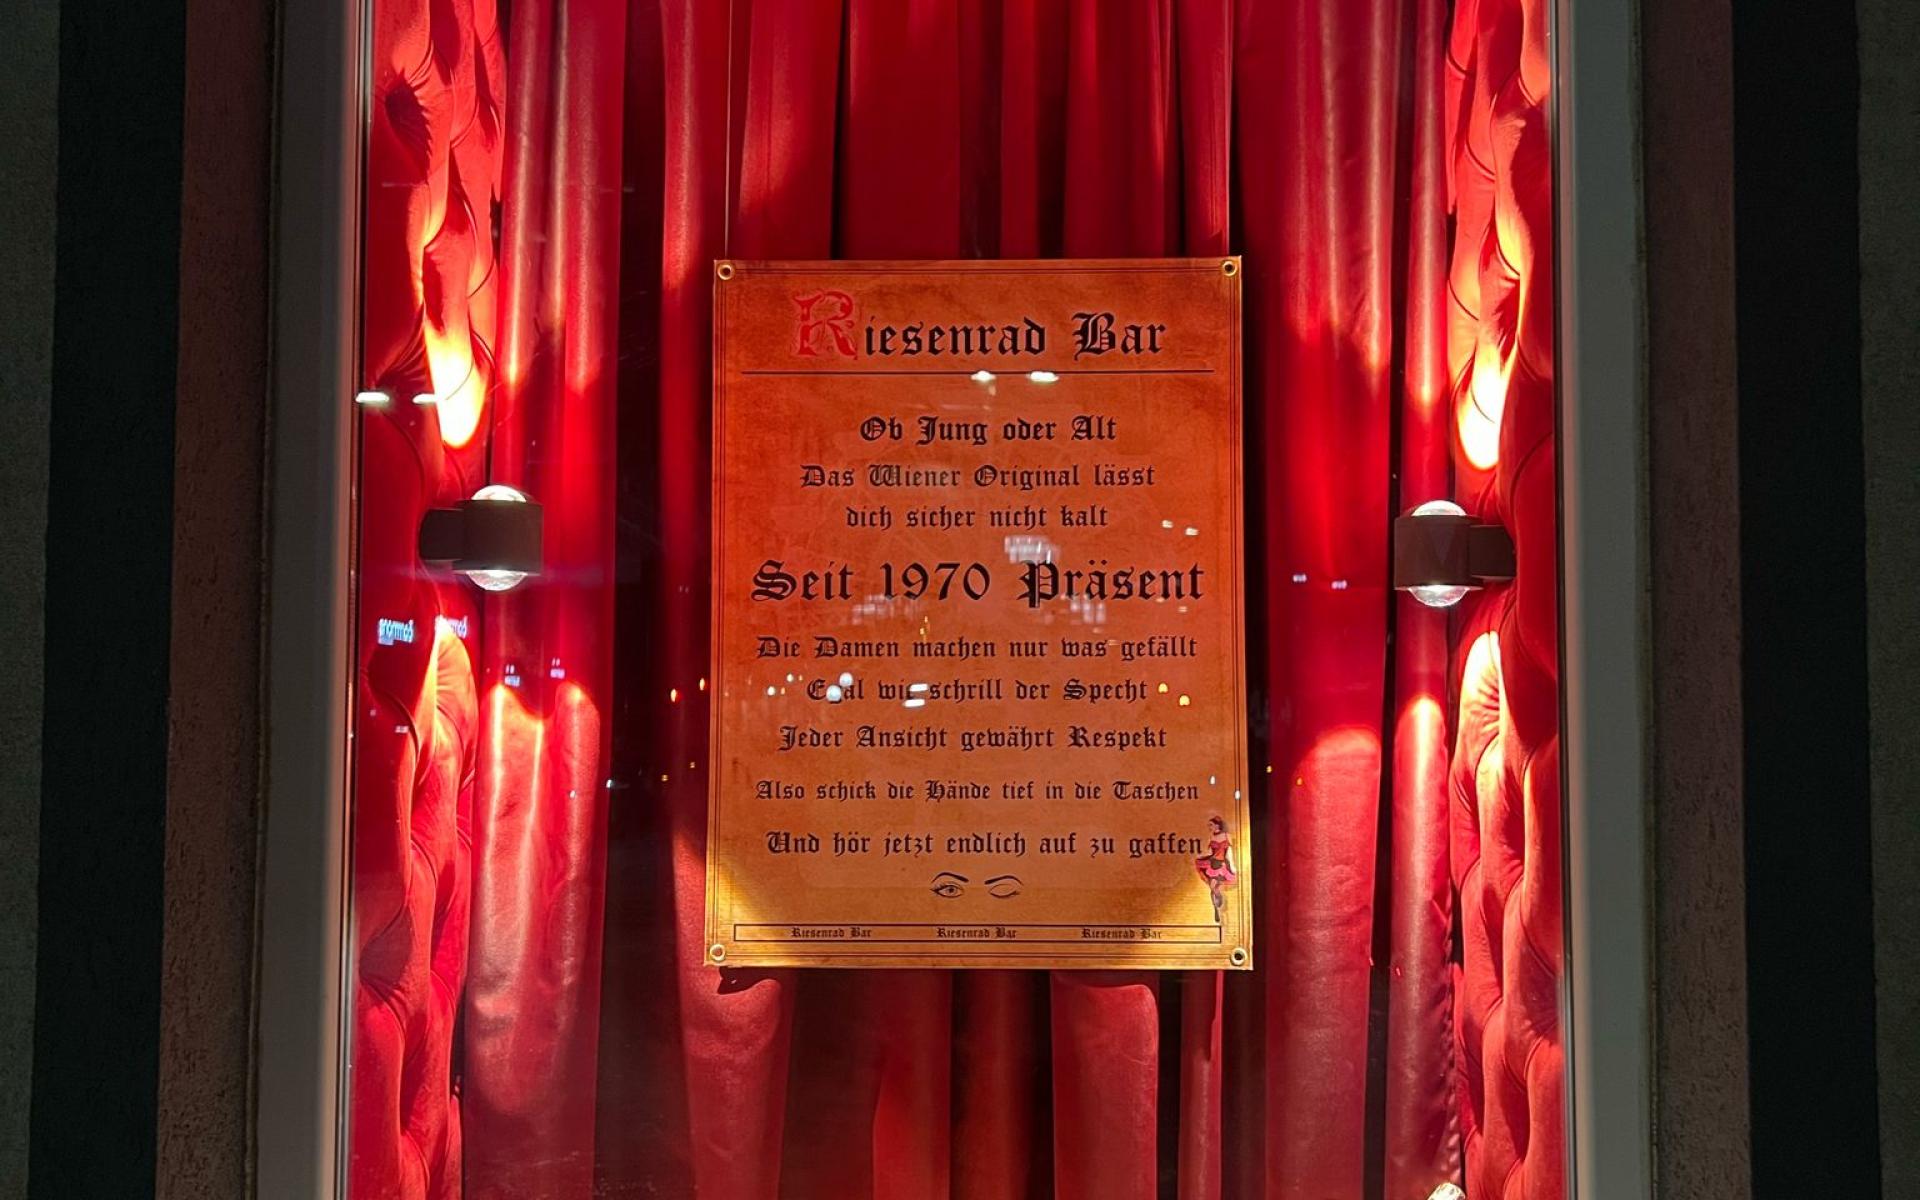 Riesenrad Bar
Ob Jung oder Alt
Das Wiener Original lässt
dich sicher nicht kalt
Seit 1970 Präsent
Die Damen machen nur was gefällt
Egal wie schrill der Specht
Jeder Ansicht gewährt Respekt
Also schick die Hände tief in die Taschen
Und hör jetzt endlich auf zu gaffen
Riesenrad Bar Riesenrad Bar Riesenrad Bar